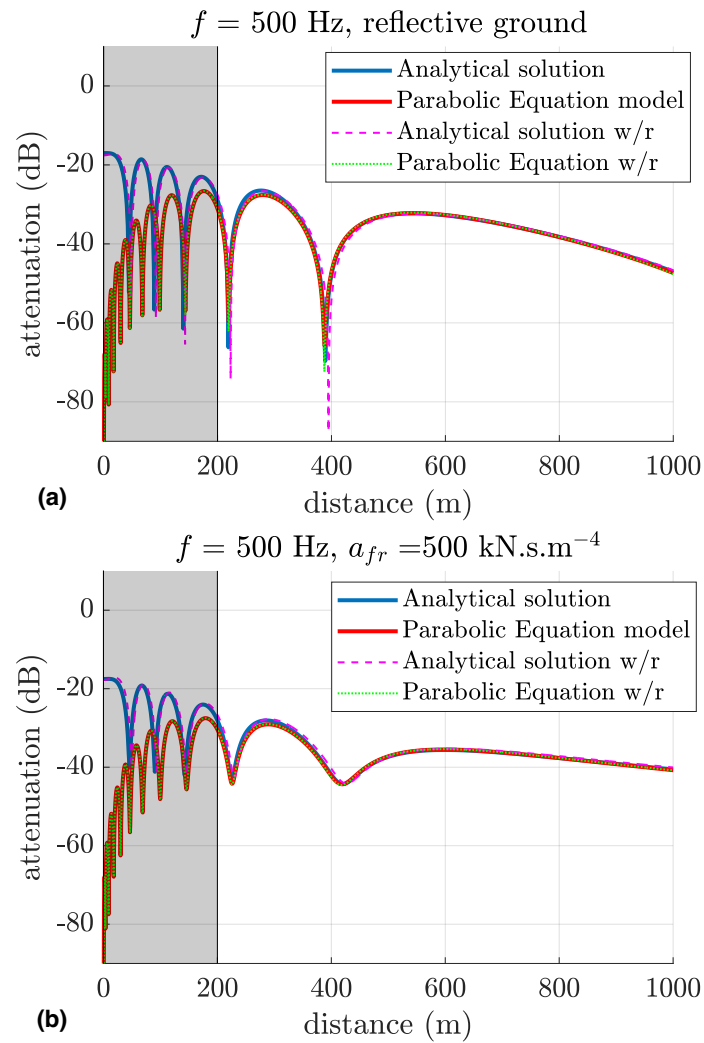 f = 500 Hz, reflective ground
0
-20
-40
-60
-80
attenuation (dB)
Analytical solution
Parabolic Equation model
Analytical solution w/r
Parabolic Equation w/r
0 200 400 600 800 1000
distance (m)
(a)
f = 500 Hz, a_fr =500 kN.s.m⁻⁴
0
-20
-40
-60
-80
attenuation (dB)
Analytical solution
Parabolic Equation model
Analytical solution w/r
Parabolic Equation w/r
0 200 400 600 800 1000
distance (m)
(b)